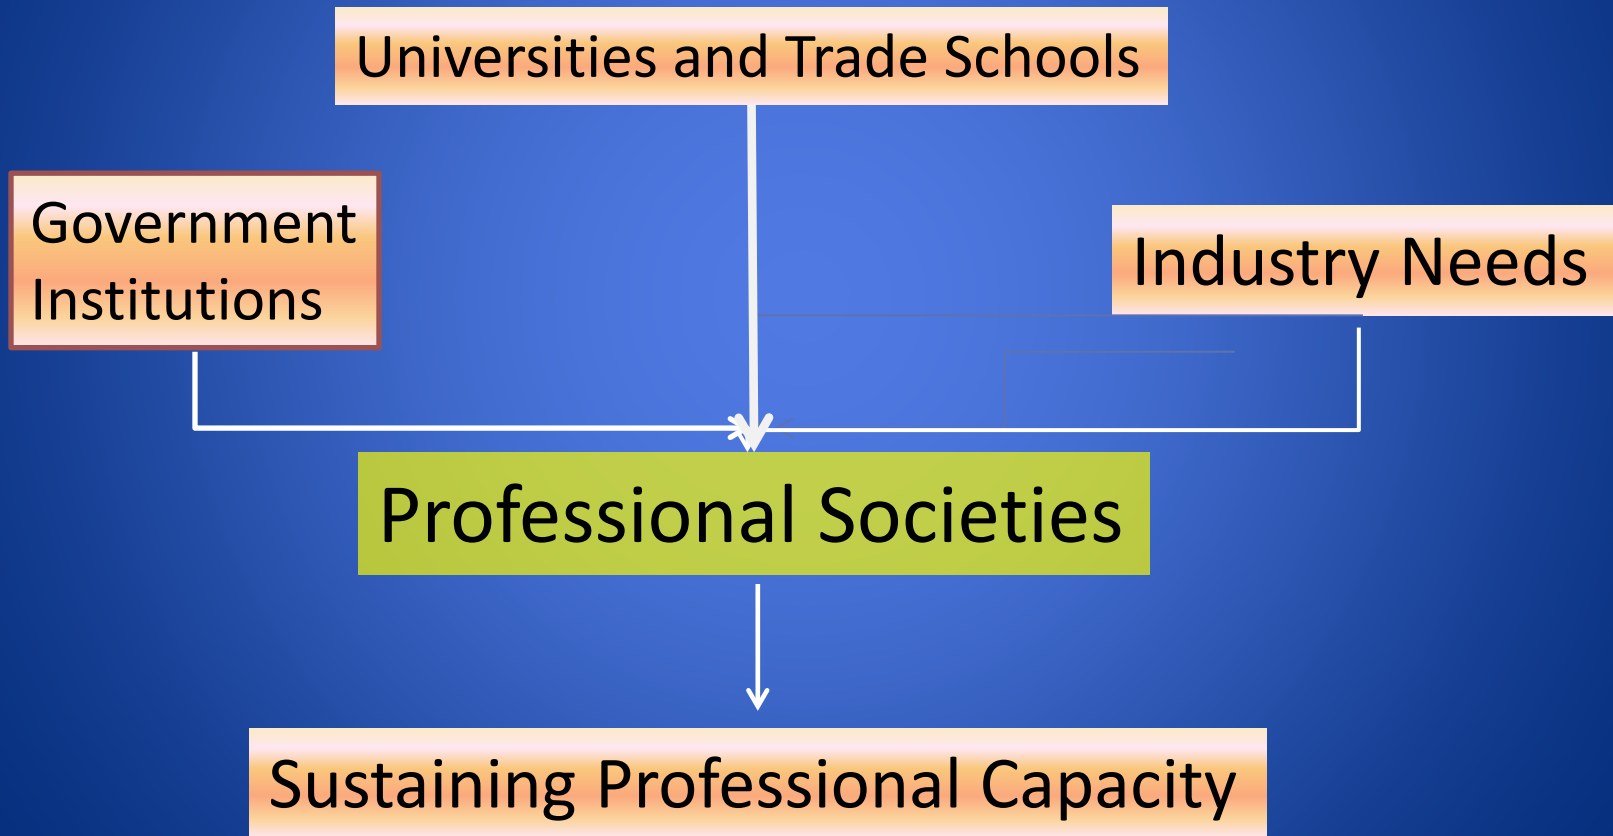 Universities and Trade Schools
Government
Institutions
Industry Needs
Professional Societies
Sustaining Professional Capacity